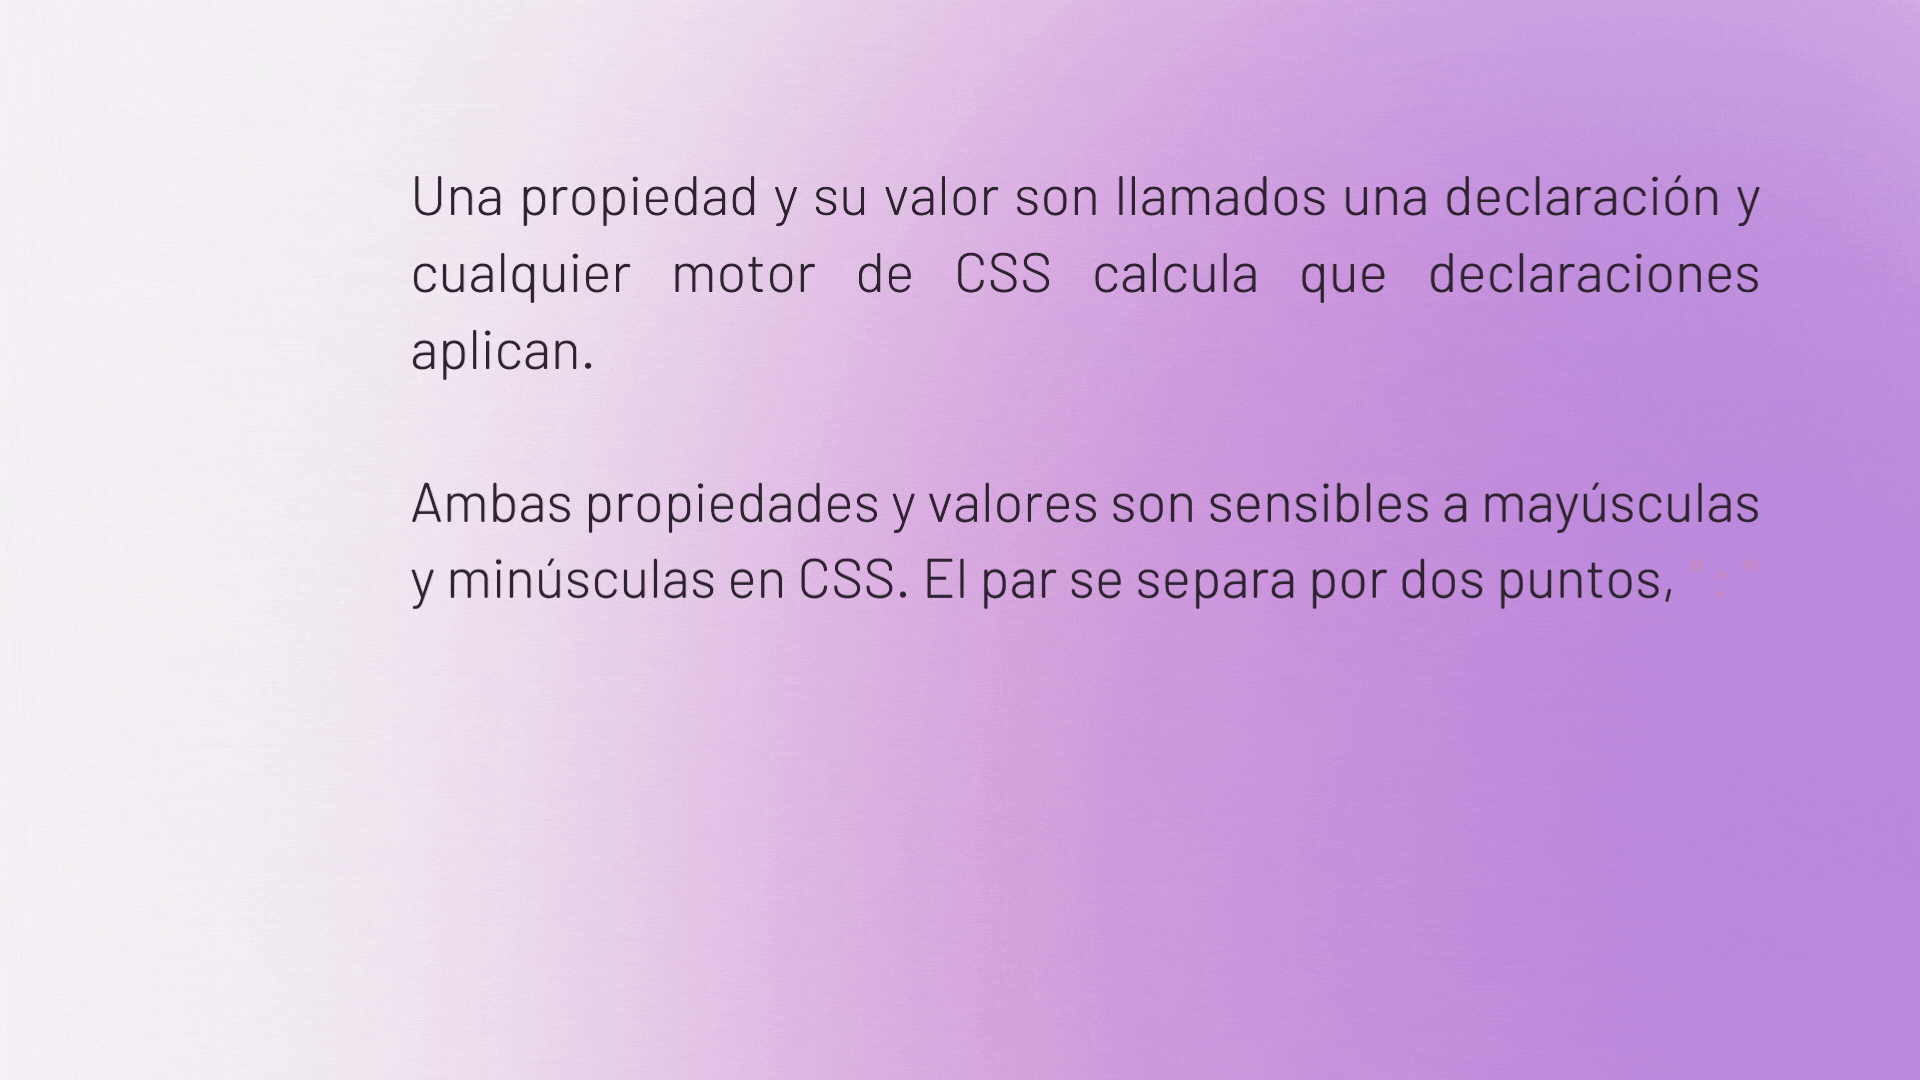 Una propiedad y su valor son llamados una declaración y
cualquier motor de CSS calcula que declaraciones
aplican.
Ambas propiedades y valores son sensibles a mayúsculas
y minúsculas en CSS. El par se separa por dos puntos, " : "